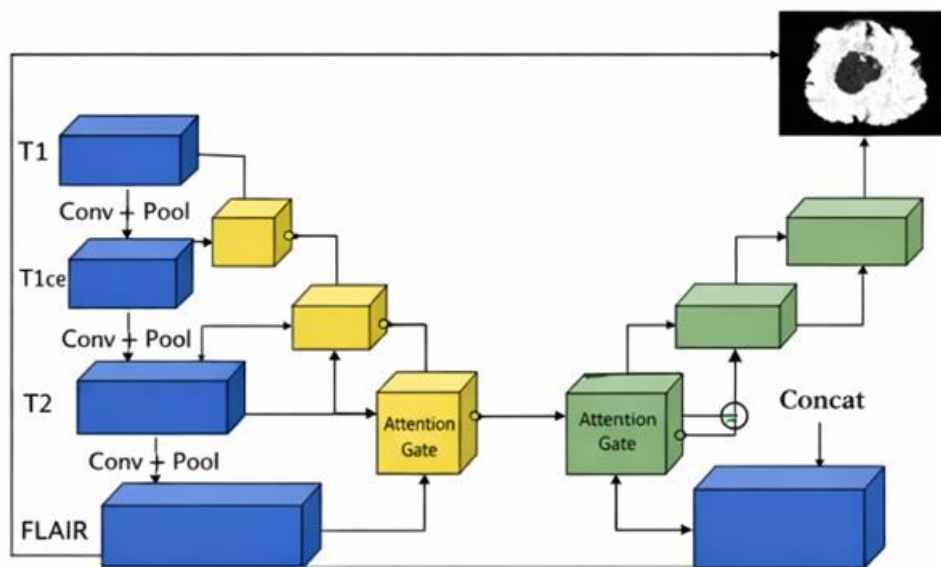 T1
Conv + Pool
T1ce
Conv + Pool
T2
Conv + Pool
FLAIR
Attention
Gate
Attention
Gate
Concat